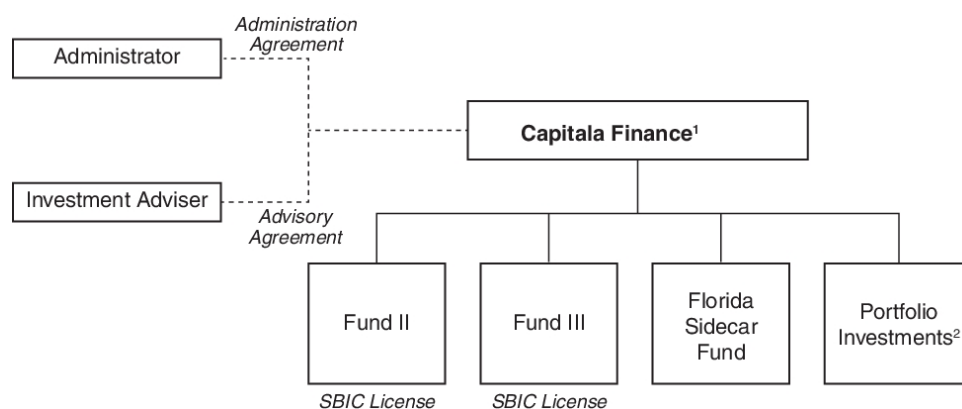 Administration
Agreement
Administrator
Capitala Finance¹
Investment Adviser
Advisory
Agreement
Fund II
Fund III
Florida
Sidecar
Fund
Portfolio
Investments²
SBIC License
SBIC License